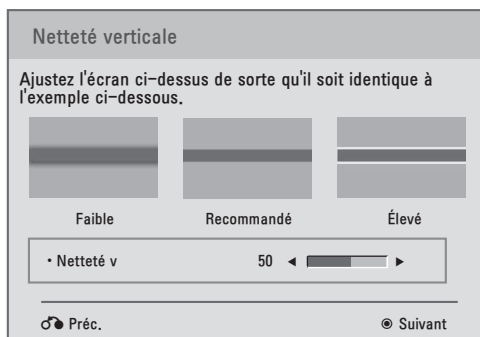 Netteté verticale
Ajustez l'écran ci-dessus de sorte qu'il soit identique à
l'exemple ci-dessous.
Faible Recommandé Élevé
• Netteté v 50 ◄ ►
Préc. ◉ Suivant